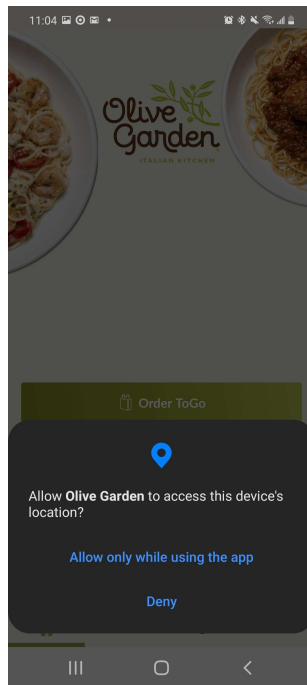 11:04
Olive
Garden
ITALIAN KITCHEN
Order ToGo
Allow Olive Garden to access this device's
location?
Allow only while using the app
Deny